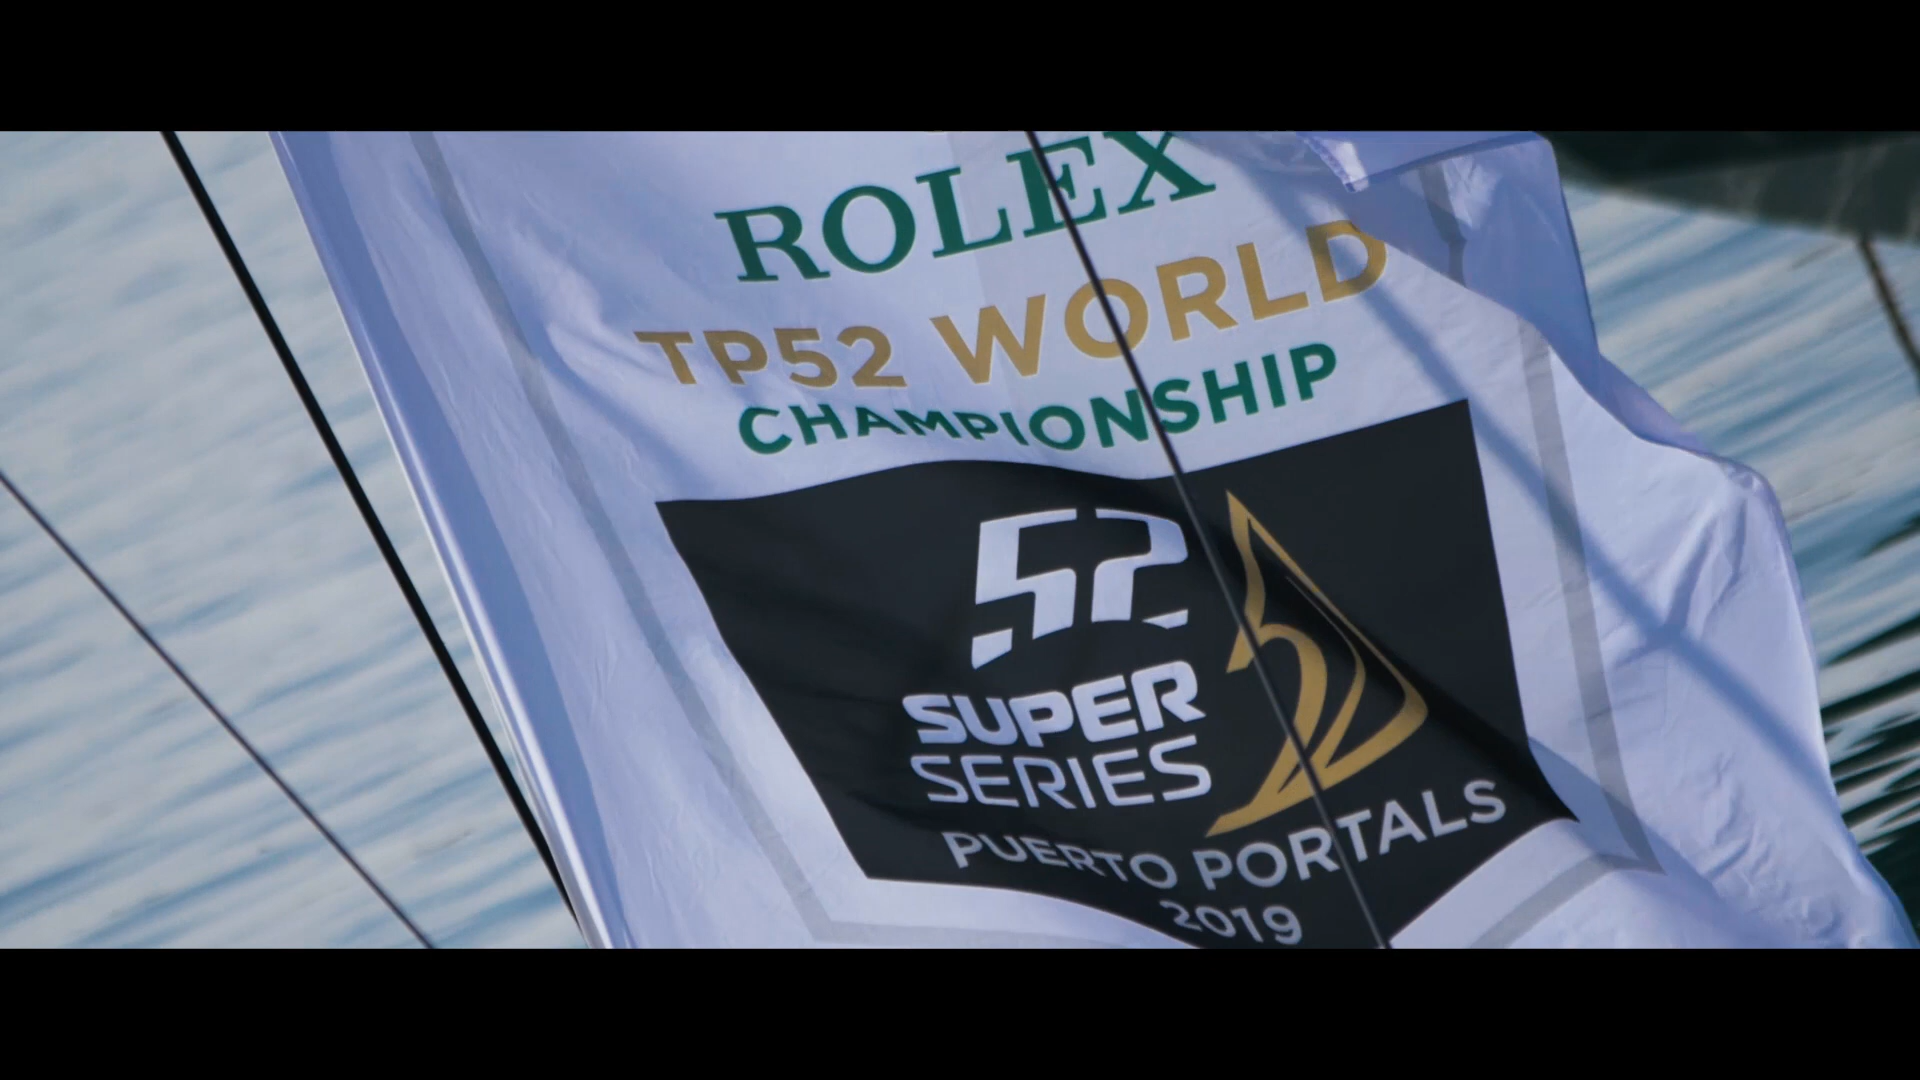 ROLEX
TP52 WORLD
CHAMPIONSHIP
52
SUPER
SERIES
PUERTO PORTALS
2019